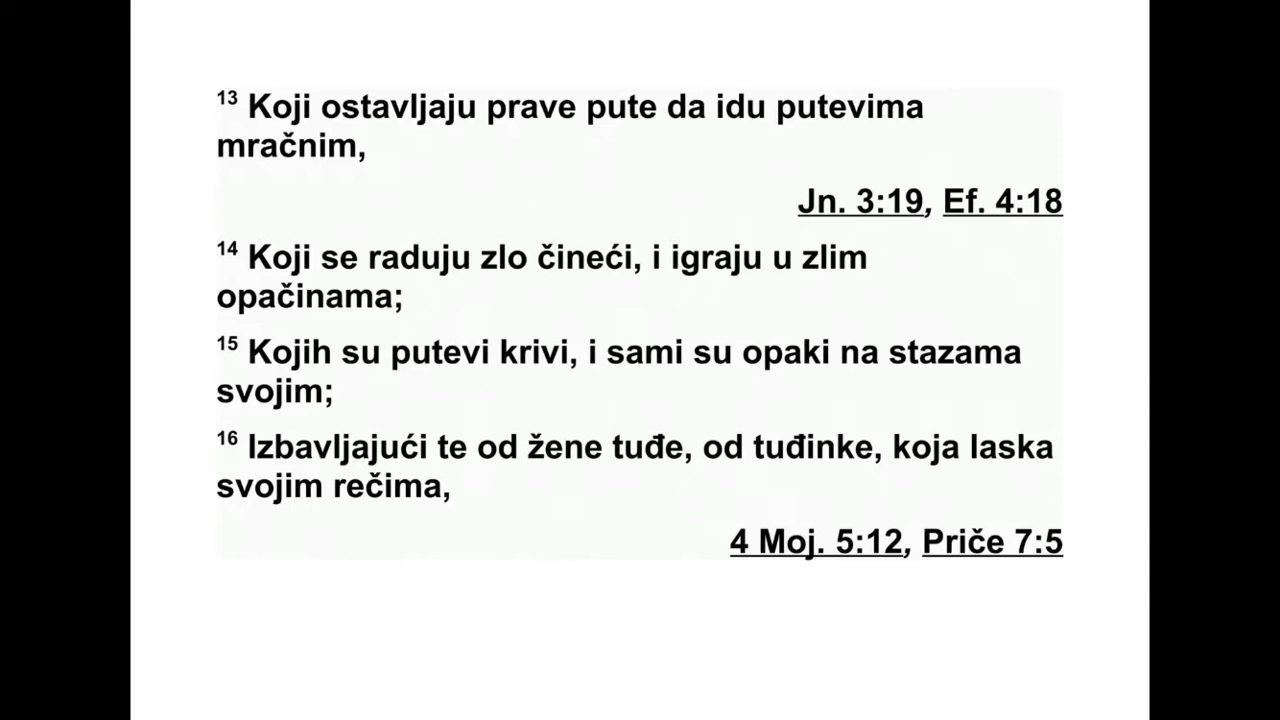 13 Koji ostavljaju prave pute da idu putevima
mračnim,
Jn. 3:19, Ef. 4:18
14 Koji se raduju zlo čineći, i igraju u zlim
opačinama;
15 Kojih su putevi krivi, i sami su opaki na stazama
svojim;
16 Izbavljajući te od žene tuđe, od tuđinke, koja laska
svojim rečima,
4 Moj. 5:12, Priče 7:5